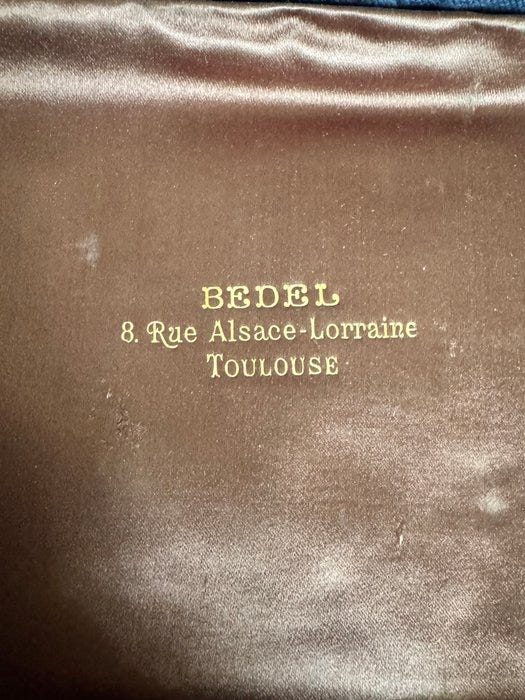 BEDEL
8. Rue Alsace-Lorraine
TOULOUSE